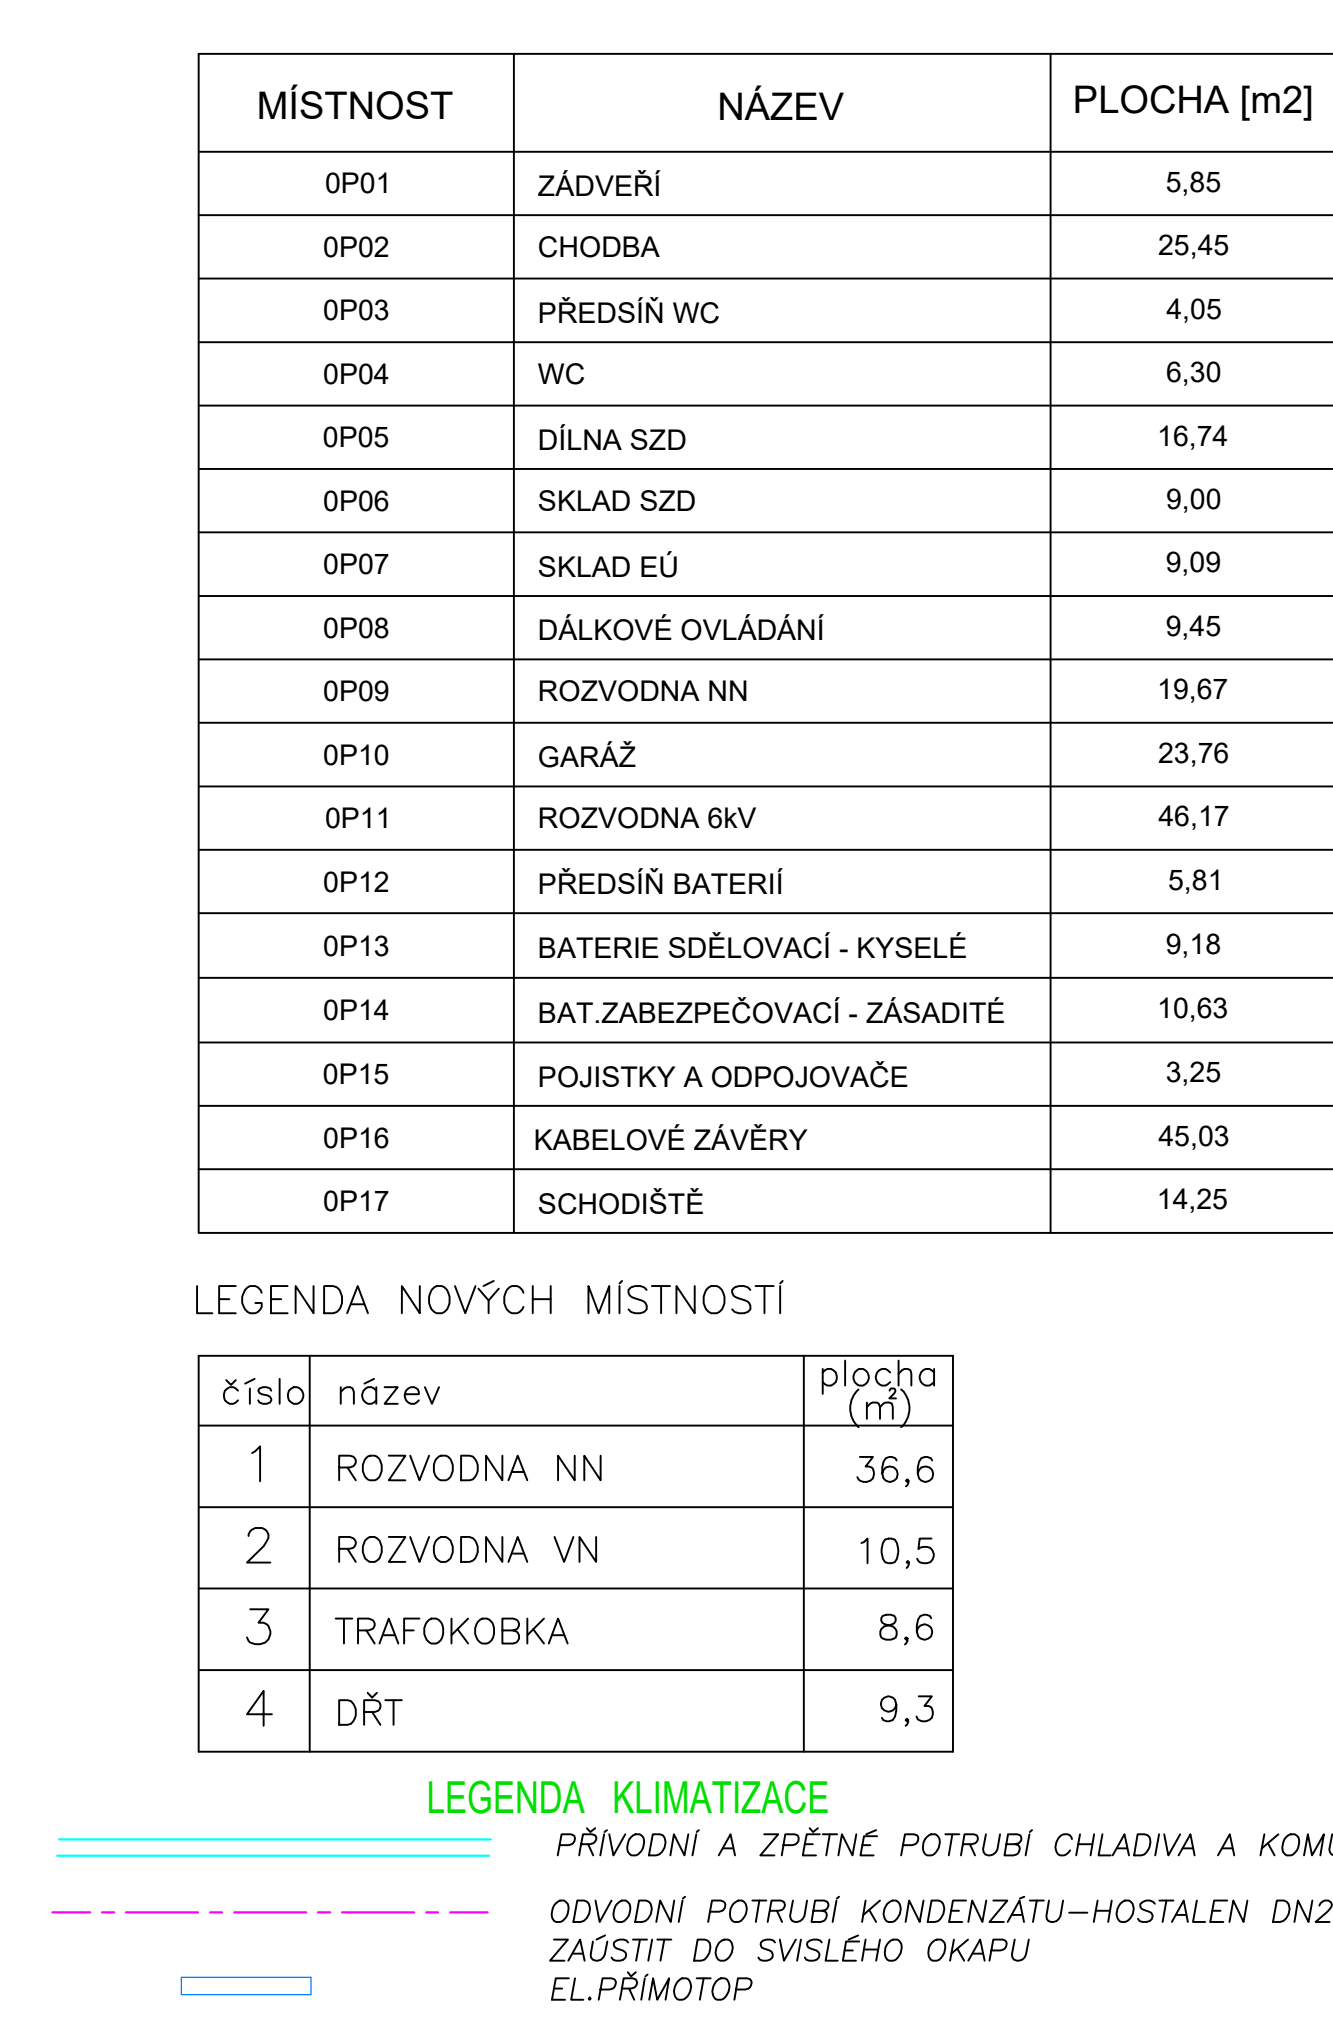 MÍSTNOST NÁZEV PLOCHA [m2]
0P01 ZÁDVEŘÍ 5,85
0P02 CHODBA 25,45
0P03 PŘEDSÍŇ WC 4,05
0P04 WC 6,30
0P05 DÍLNA SZD 16,74
0P06 SKLAD SZD 9,00
0P07 SKLAD EÚ 9,09
0P08 DÁLKOVÉ OVLÁDÁNÍ 9,45
0P09 ROZVODNA NN 19,67
0P10 GARÁŽ 23,76
0P11 ROZVODNA 6kV 46,17
0P12 PŘEDSÍŇ BATERIÍ 5,81
0P13 BATERIE SDĚLOVACÍ - KYSELÉ 9,18
0P14 BAT.ZABEZPEČOVACÍ - ZÁSADITÉ 10,63
0P15 POJISTKY A ODPOJOVAČE 3,25
0P16 KABELOVÉ ZÁVĚRY 45,03
0P17 SCHODIŠTĚ 14,25
LEGENDA NOVÝCH MÍSTNOSTÍ
číslo název plocha
(m²)
1 ROZVODNA NN 36,6
2 ROZVODNA VN 10,5
3 TRAFOKOBKA 8,6
4 DŘT 9,3
LEGENDA KLIMATIZACE
PŘÍVODNÍ A ZPĚTNÉ POTRUBÍ CHLADIVA A
ODVODNÍ POTRUBÍ KONDENZÁTU–HOSTALEN
ZAÚSTIT DO SVISLÉHO OKAPU
EL.PŘÍMOTOP